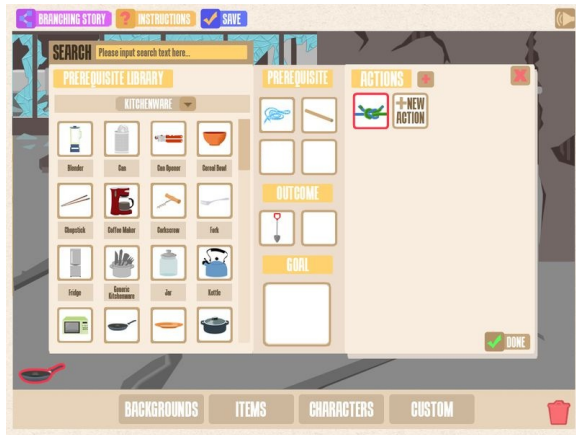 BRANCHING STORY
INSTRUCTIONS
SAVE
SEARCH Please input search text here...
PREREQUISITE LIBRARY
KITCHENWARE
Blender
Can
Can Opener
Cereal Bowl
Chopstick
Coffee Maker
Corkscrew
Fork
Fridge
Generic
Kitchenware
Jar
Kettle
PREREQUISITE
OUTCOME
GOAL
ACTIONS
+NEW
ACTION
DONE
BACKGROUNDS
ITEMS
CHARACTERS
CUSTOM